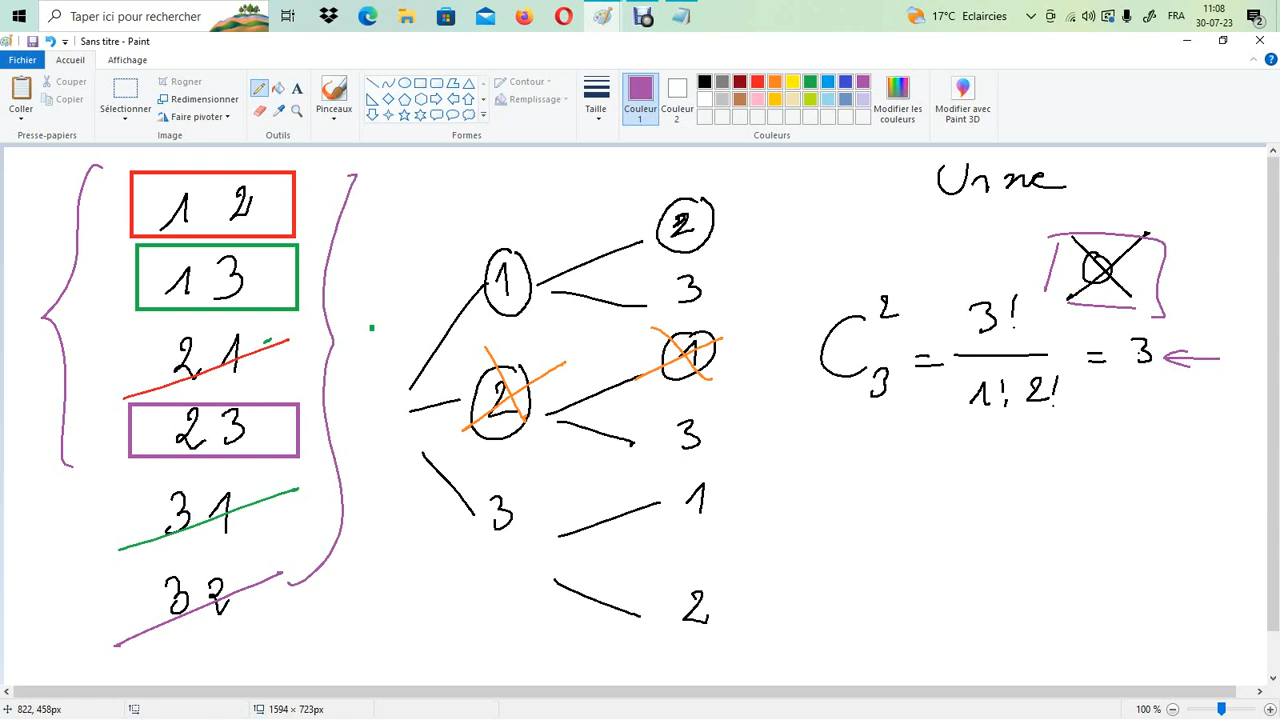 Taper ici pour rechercher
17°C Eclaircies
FRA
11:08
30-07-23
2
Sans titre - Paint
Fichier Accueil Affichage
Coller
Couper
Copier
Presse-papiers
Sélectionner
Rogner
Redimensionner
Faire pivoter
Image
A
Outils
Pinceaux
Contour
Remplissage
Formes
Taille
Couleur 1
Couleur 2
Modifier les couleurs
Couleurs
Modifier avec Paint 3D
1 2
1 3
2 1
2 3
3 1
3 2
1
2
3
2
3
1
3
1
2
Urne
O
C 2 3 = 3! / 1! 2! = 3
822, 458px
1594 × 723px
100 %